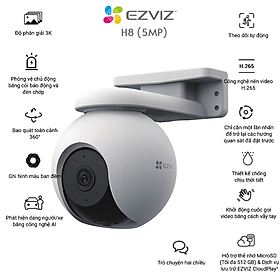 EZVIZ
H8 (5MP)
Độ phân giải 3K
Phòng vệ chủ động
bằng còi báo động và
đèn chớp
Bao quát toàn cảnh
360°
Ghi hình màu ban đêm
Phát hiện dáng người/xe
bằng công nghệ AI
Trò chuyện hai chiều
Theo dõi tự động
H.265
Công nghệ nén video
H.265
Chỉ cần một lần nhấn
để trở lại các hướng
quan sát đã đặt trước
Thiết kế chống
chịu thời tiết
Khởi động cuộc gọi
video bằng cách vẫy tay
Hỗ trợ thẻ nhớ MicroSD
(Tối đa 512 GB) & Dịch vụ
lưu trữ EZVIZ CloudPlay
EZVIZ